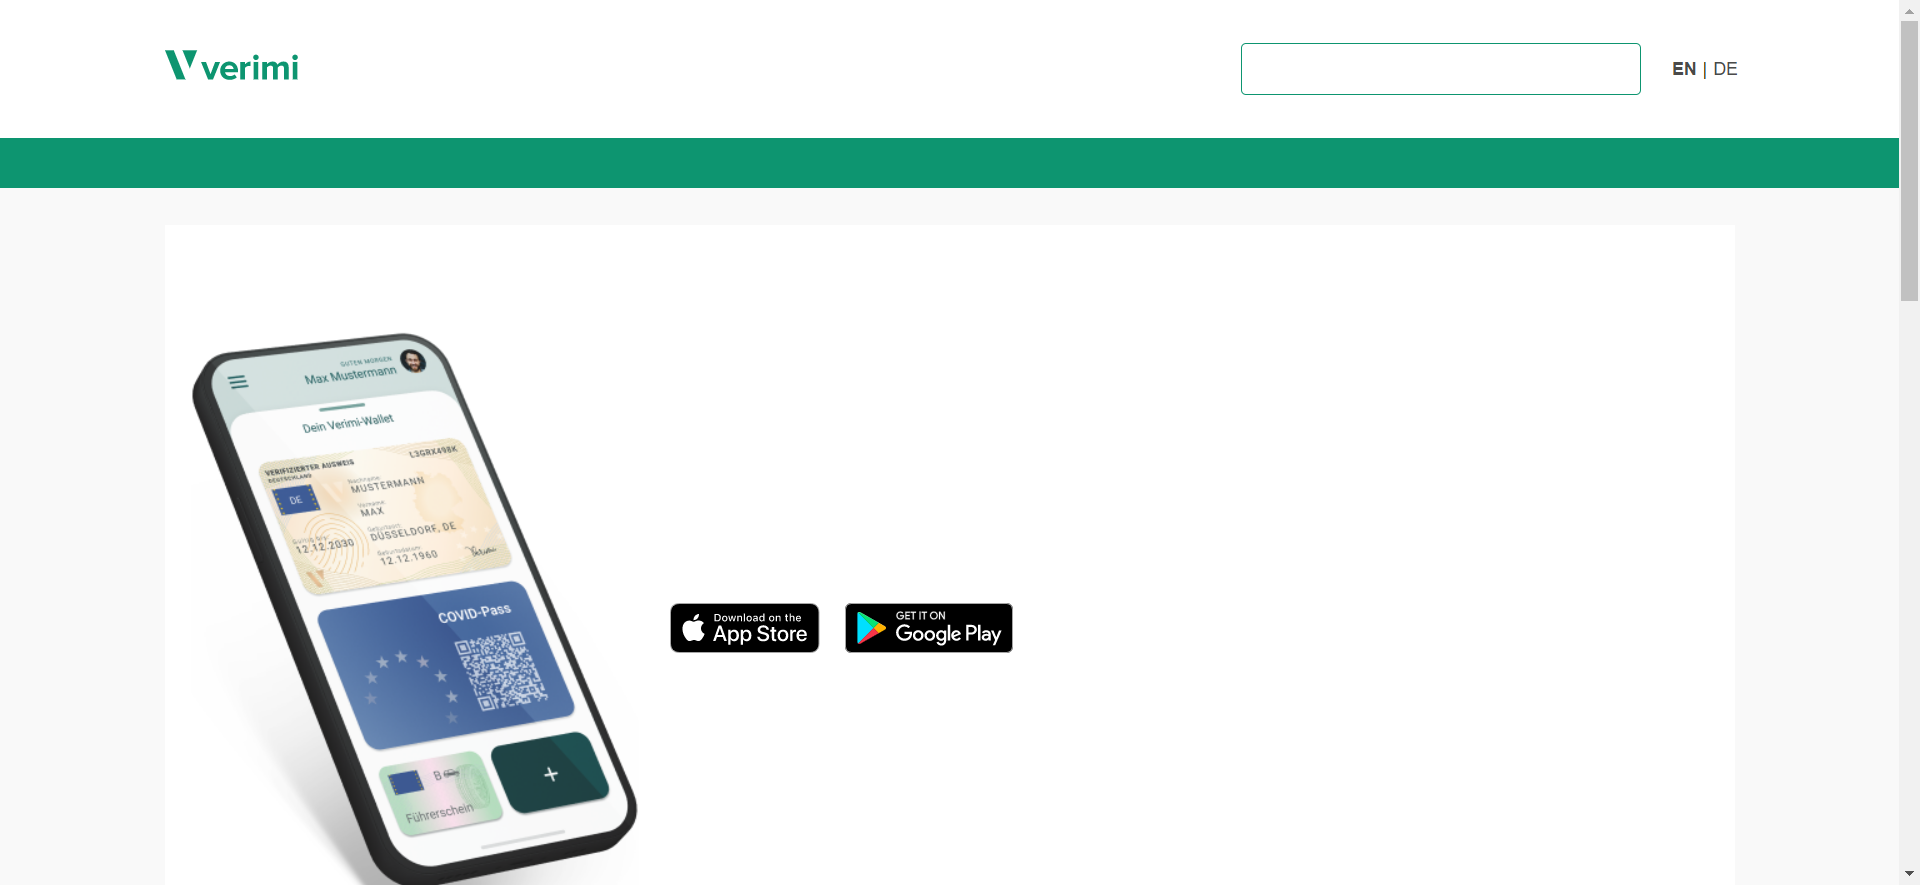 verimi
EN | DE
GUTEN MORGEN
Max Mustermann
Dein Verimi-Wallet
VERIFIZIERTER AUSWEIS
L3GRX498K
DEUTSCHLAND
DE
Nachname
MUSTERMANN
Vorname
MAX
Geburtsort
DÜSSELDORF, DE
Gültig bis
12.12.2030
Geburtsdatum
12.12.1960
Verimi
COVID-Pass
B
Führerschein
+
Download on the
App Store
GET IT ON
Google Play